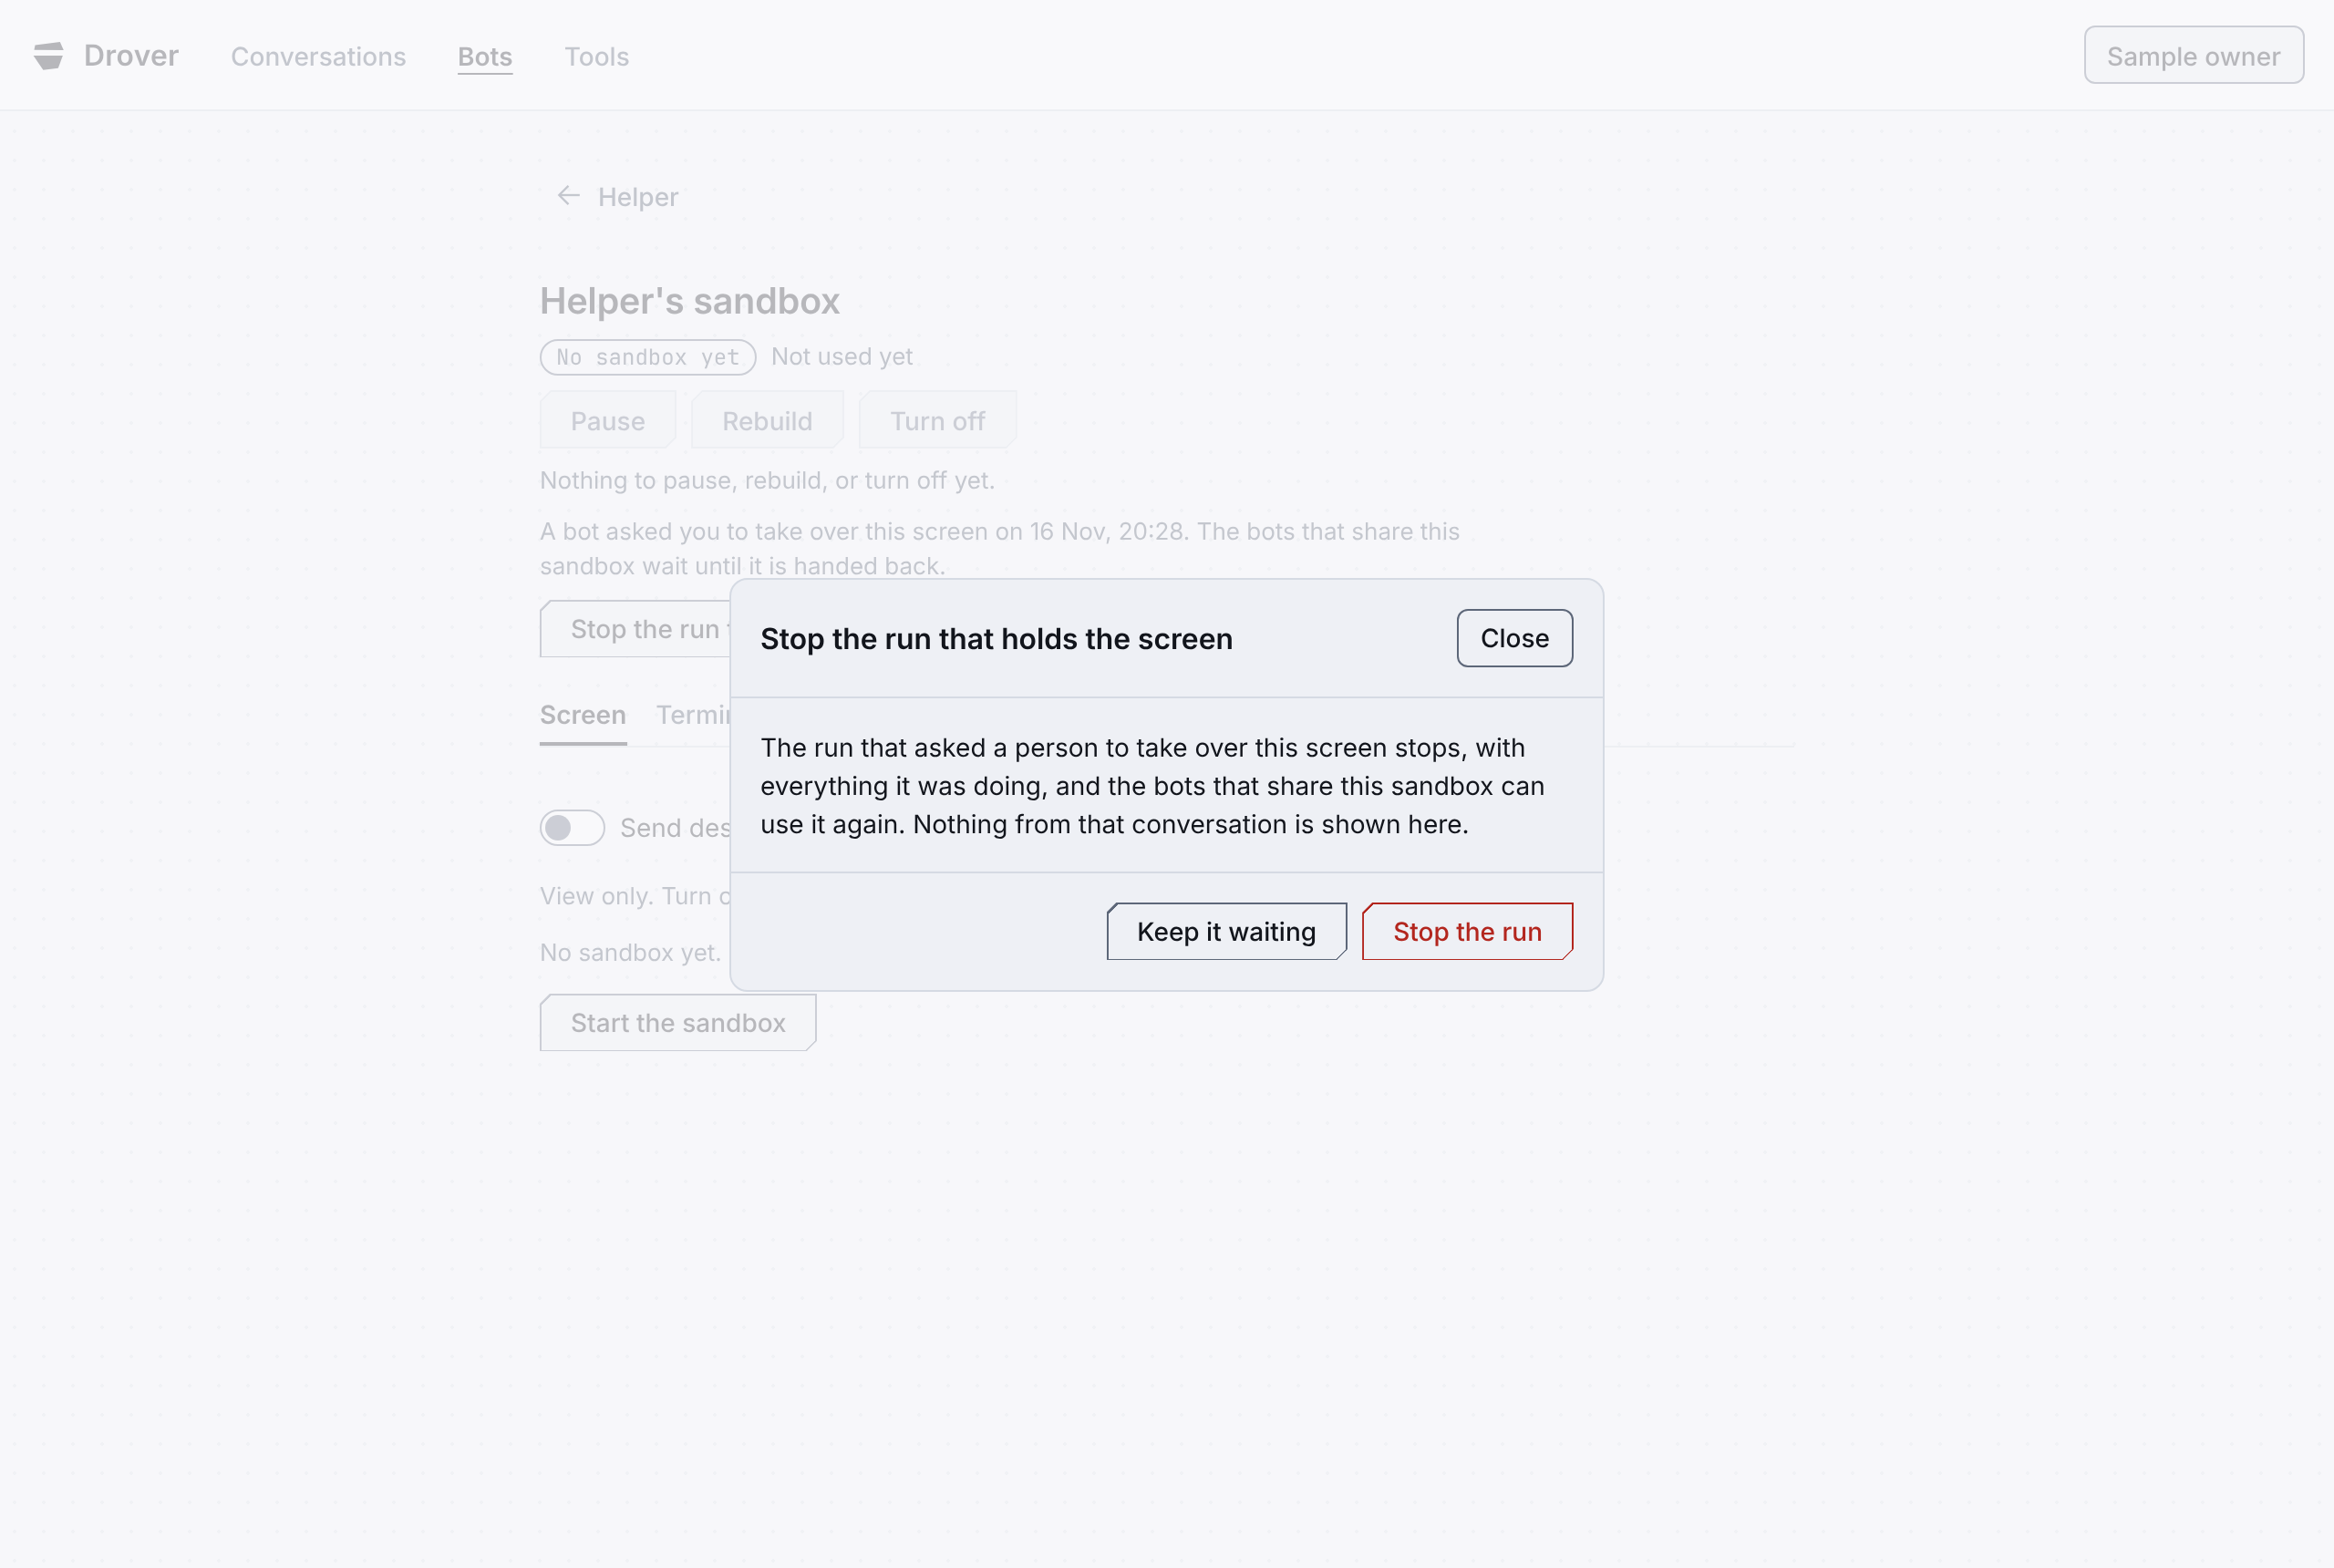 Drover
Conversations
Bots
Tools
Sample owner
Helper
Helper's sandbox
No sandbox yet
Not used yet
Pause
Rebuild
Turn off
Nothing to pause, rebuild, or turn off yet.
A bot asked you to take over this screen on 16 Nov, 20:28. The bots that share this
sandbox wait until it is handed back.
Stop the run
Stop the run that holds the screen
Close
Screen
The run that asked a person to take over this screen stops, with
everything it was doing, and the bots that share this sandbox can
use it again. Nothing from that conversation is shown here.
Send
View only. Turn
No sandbox yet.
Keep it waiting
Stop the run
Start the sandbox